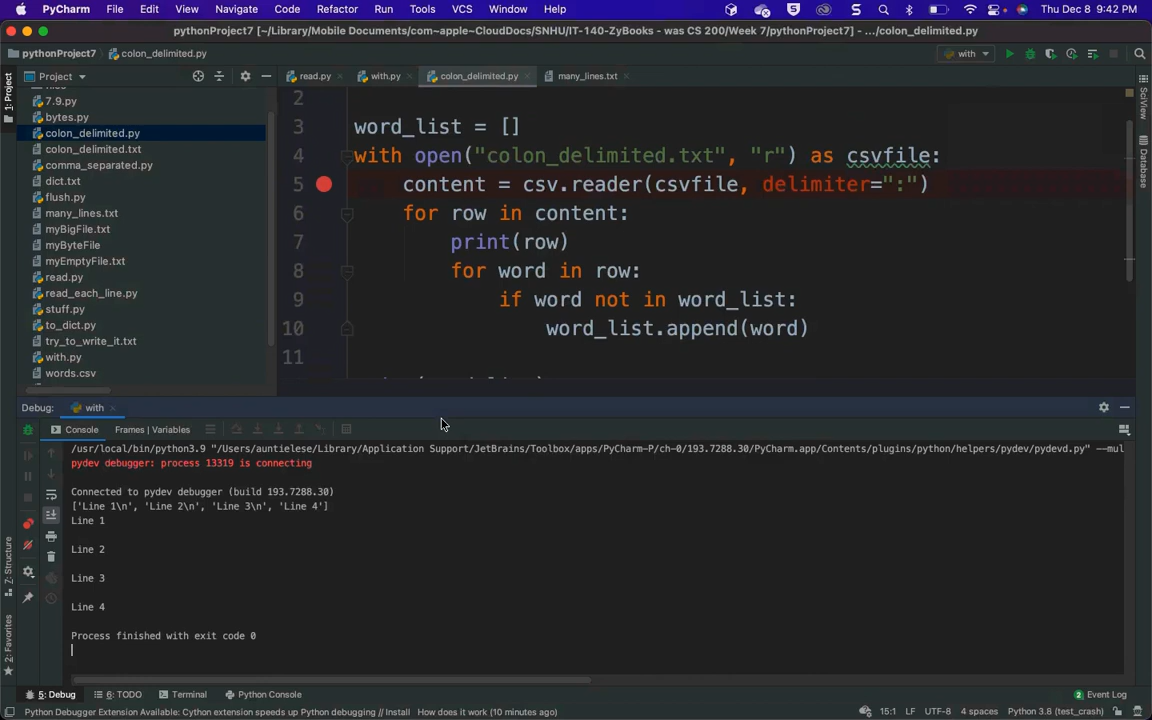 PyCharm File Edit View Navigate Code Refactor Run Tools VCS Window Help Thu Dec 8 9:42 PM
pythonProject7 [~/Library/Mobile Documents/com~apple~CloudDocs/SNHU/IT-140-ZyBooks - was CS 200/Week 7/pythonProject7] - .../colon_delimited.py
pythonProject7 colon_delimited.py with
Project read.py with.py colon_delimited.py many_lines.txt
1: Project
7.9.py
bytes.py
colon_delimited.py
colon_delimited.txt
comma_separated.py
dict.txt
flush.py
many_lines.txt
myBigFile.txt
myByteFile
myEmptyFile.txt
read.py
read_each_line.py
stuff.py
to_dict.py
try_to_write_it.txt
with.py
words.csv
2
3 word_list = []
4 with open("colon_delimited.txt", "r") as csvfile:
5 content = csv.reader(csvfile, delimiter=":")
6 for row in content:
7 print(row)
8 for word in row:
9 if word not in word_list:
10 word_list.append(word)
11
SciView
Database
Debug: with
Console Frames | Variables
/usr/local/bin/python3.9 "/Users/auntielese/Library/Application Support/JetBrains/Toolbox/apps/PyCharm-P/ch-0/193.7288.30/PyCharm.app/Contents/plugins/python/helpers/pydev/pydevd.py" --mul
pydev debugger: process 13319 is connecting
Connected to pydev debugger (build 193.7288.30)
['Line 1\n', 'Line 2\n', 'Line 3\n', 'Line 4']
Line 1
Line 2
Line 3
Line 4
Process finished with exit code 0
Z: Structure
2: Favorites
5: Debug 6: TODO Terminal Python Console Event Log
Python Debugger Extension Available: Cython extension speeds up Python debugging // Install How does it work (10 minutes ago) 15:1 LF UTF-8 4 spaces Python 3.8 (test_crash)